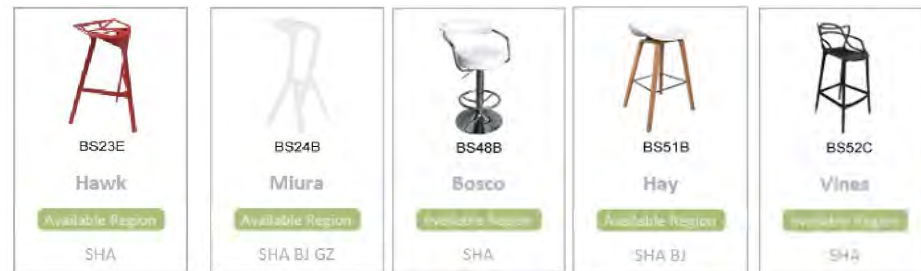 BS23E
Hawk
Available Region
SHA
BS24B
Miura
Available Region
SHA BJ GZ
BS48B
Bosco
Available Region
SHA
BS51B
Hay
Available Region
SHA BJ
BS52C
Vines
Available Region
SHA